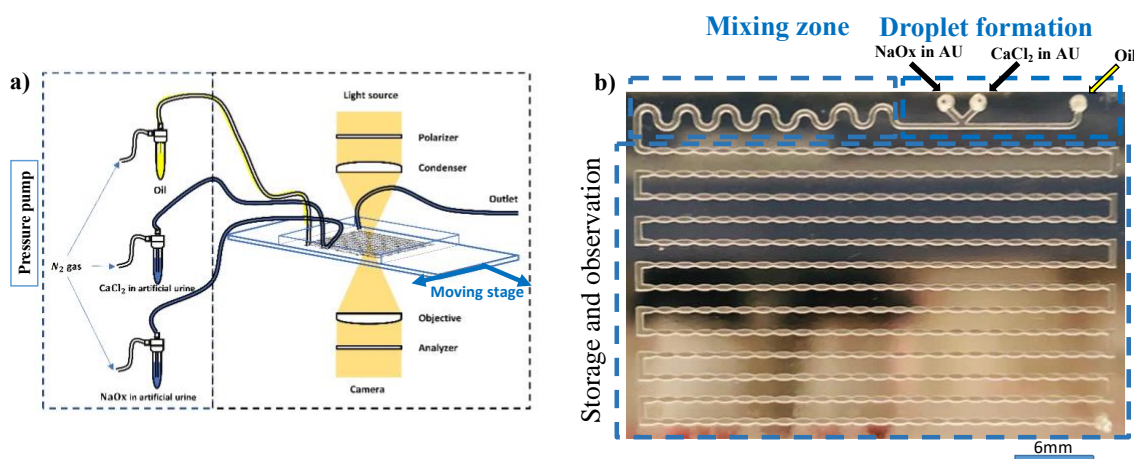 a)
Pressure pump
N₂ gas
Oil
CaCl₂ in artificial urine
NaOx in artificial urine
Light source
Polarizer
Condenser
Outlet
Moving stage
Objective
Analyzer
Camera
b)
Mixing zone
Droplet formation
NaOx in AU
CaCl₂ in AU
Oil
Storage and observation
6mm